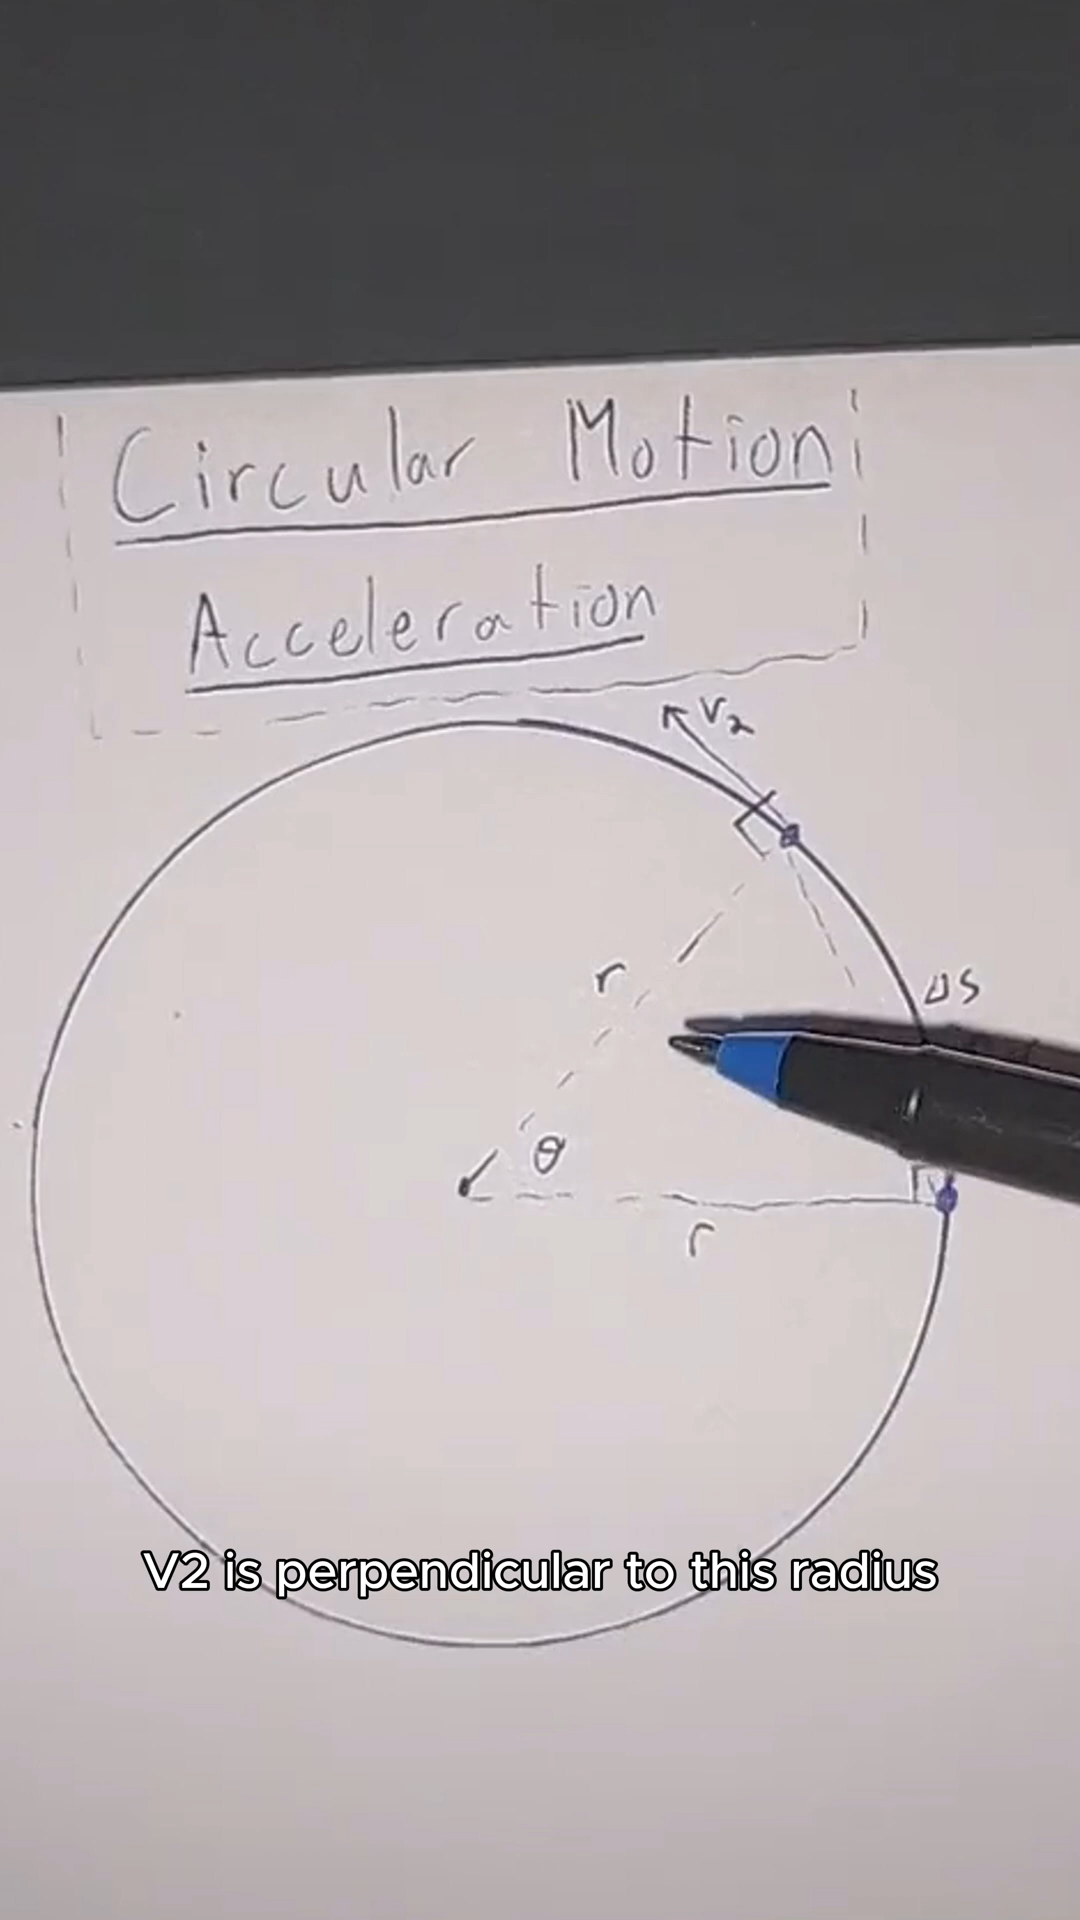 Circular Motion
Acceleration
V₂
r
Δs
θ
r
V2 is perpendicular to this radius